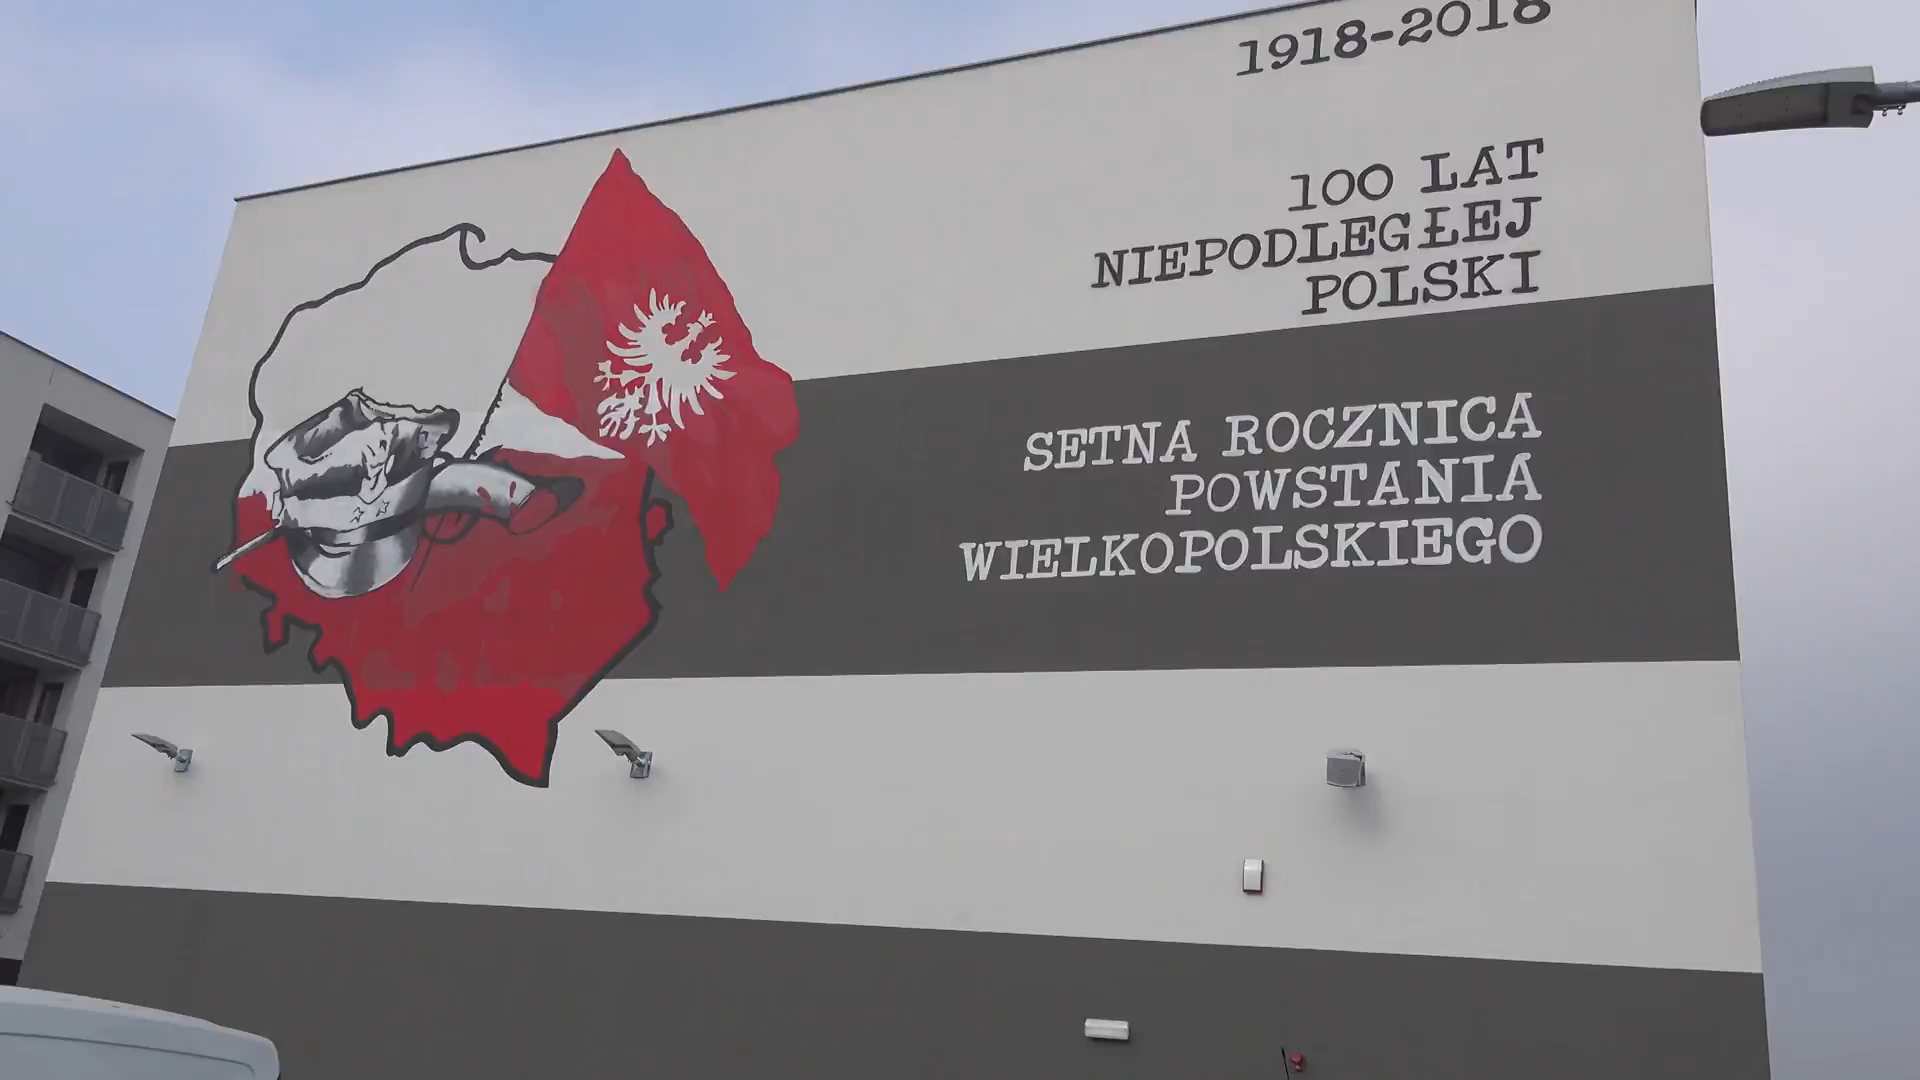 1918-2018
100 LAT
NIEPODLEGŁEJ
POLSKI
SETNA ROCZNICA
POWSTANIA
WIELKOPOLSKIEGO